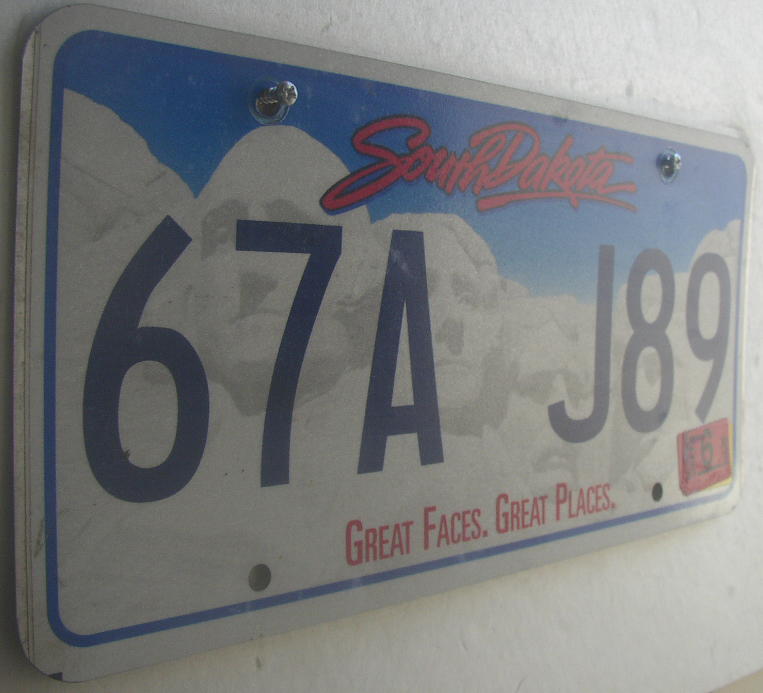 South Dakota
67A J89
GREAT FACES. GREAT PLACES.